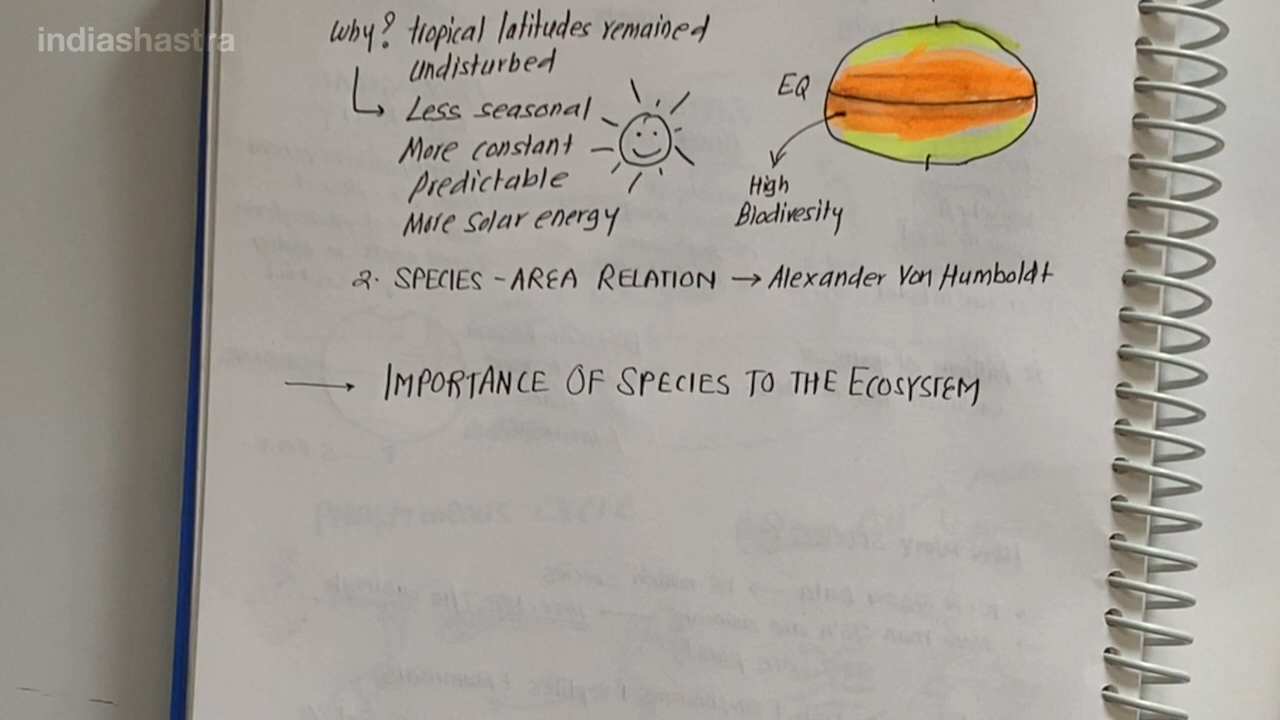 indiashastra
Why? tropical latitudes remained
undisturbed
Less seasonal
More constant
Predictable
More solar energy
EQ
High
Biodivesity
2. SPECIES - AREA RELATION → Alexander Von Humboldt
→ IMPORTANCE OF SPECIES TO THE ECOSYSTEM